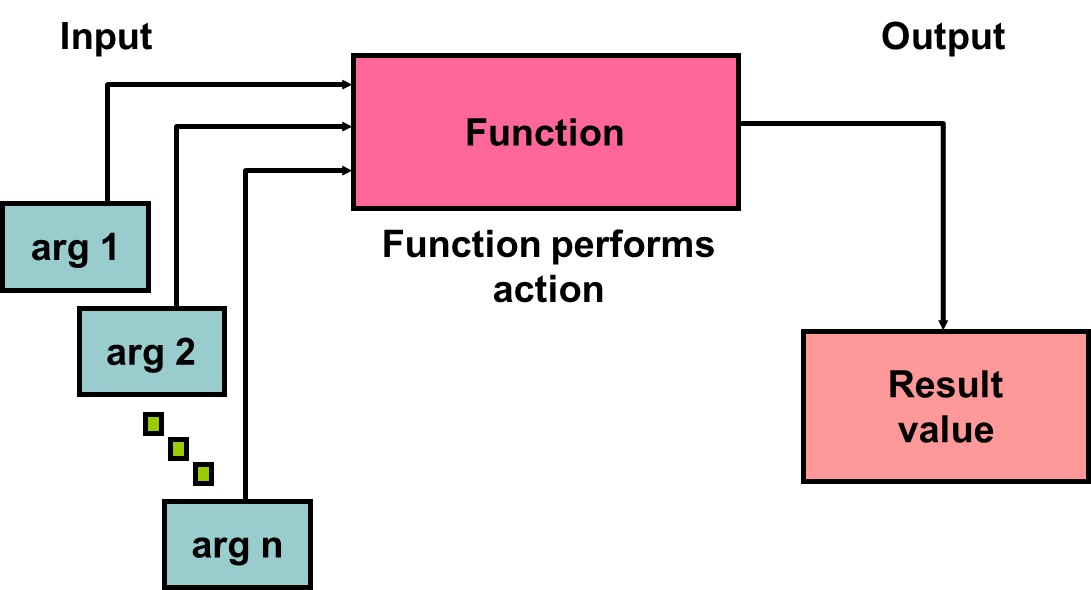 Input
Output
Function
Function performs
action
arg 1
arg 2
arg n
Result
value